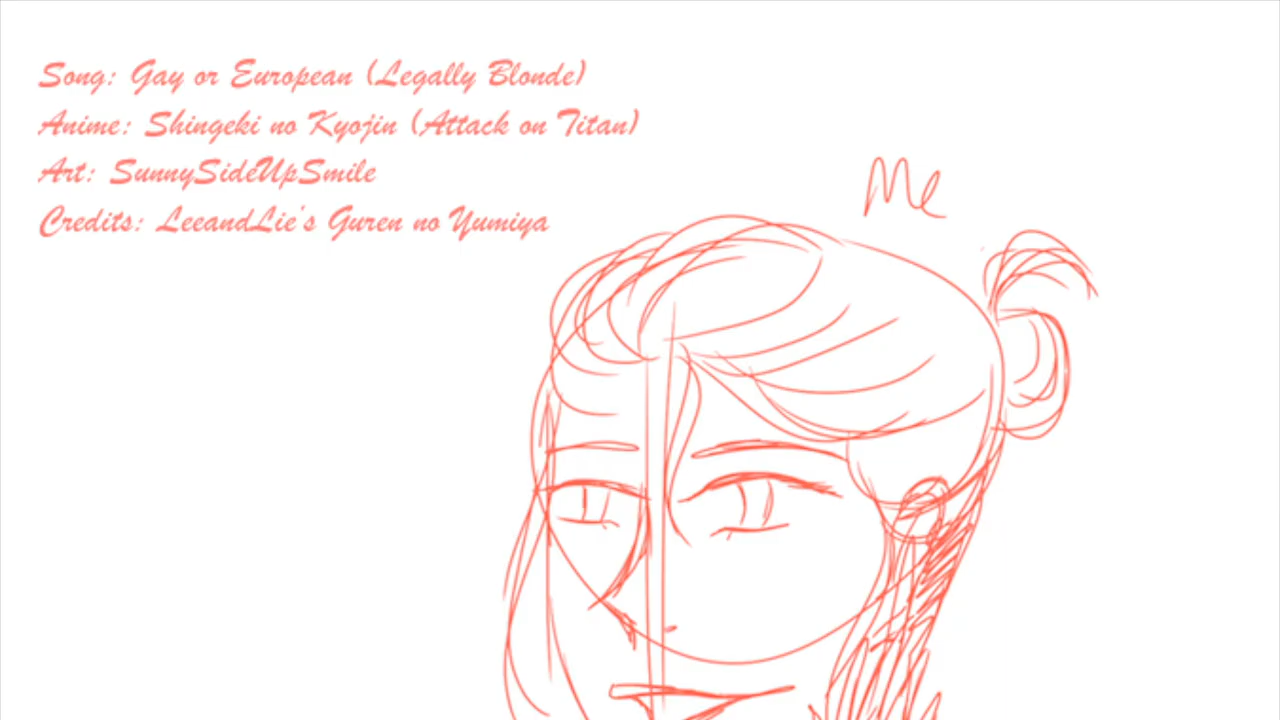 Song: Gay or European (Legally Blonde)
Anime: Shingeki no Kyojin (Attack on Titan)
Art: SunnySideUpSmile
Credits: LeeandLie's Guren no Yumiya
Me